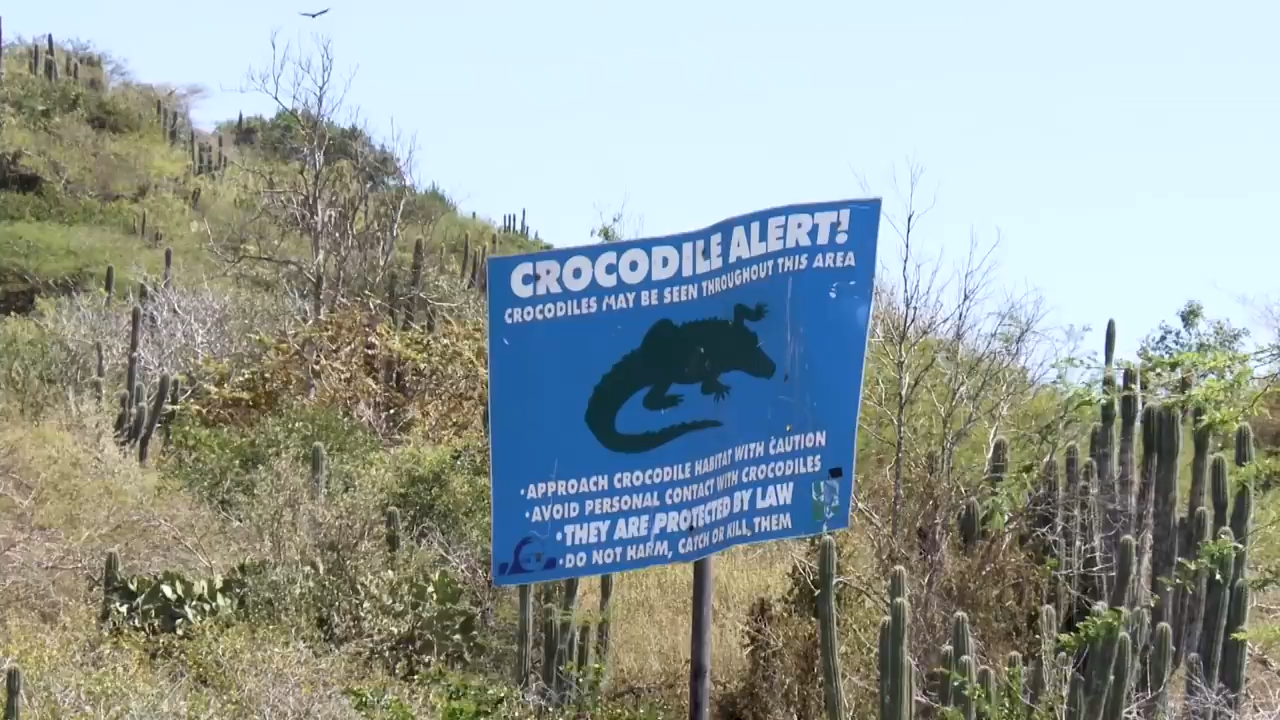 CROCODILE ALERT!
CROCODILES MAY BE SEEN THROUGHOUT THIS AREA
•APPROACH CROCODILE HABITAT WITH CAUTION
•AVOID PERSONAL CONTACT WITH CROCODILES
•THEY ARE PROTECTED BY LAW
•DO NOT HARM, CATCH OR KILL THEM